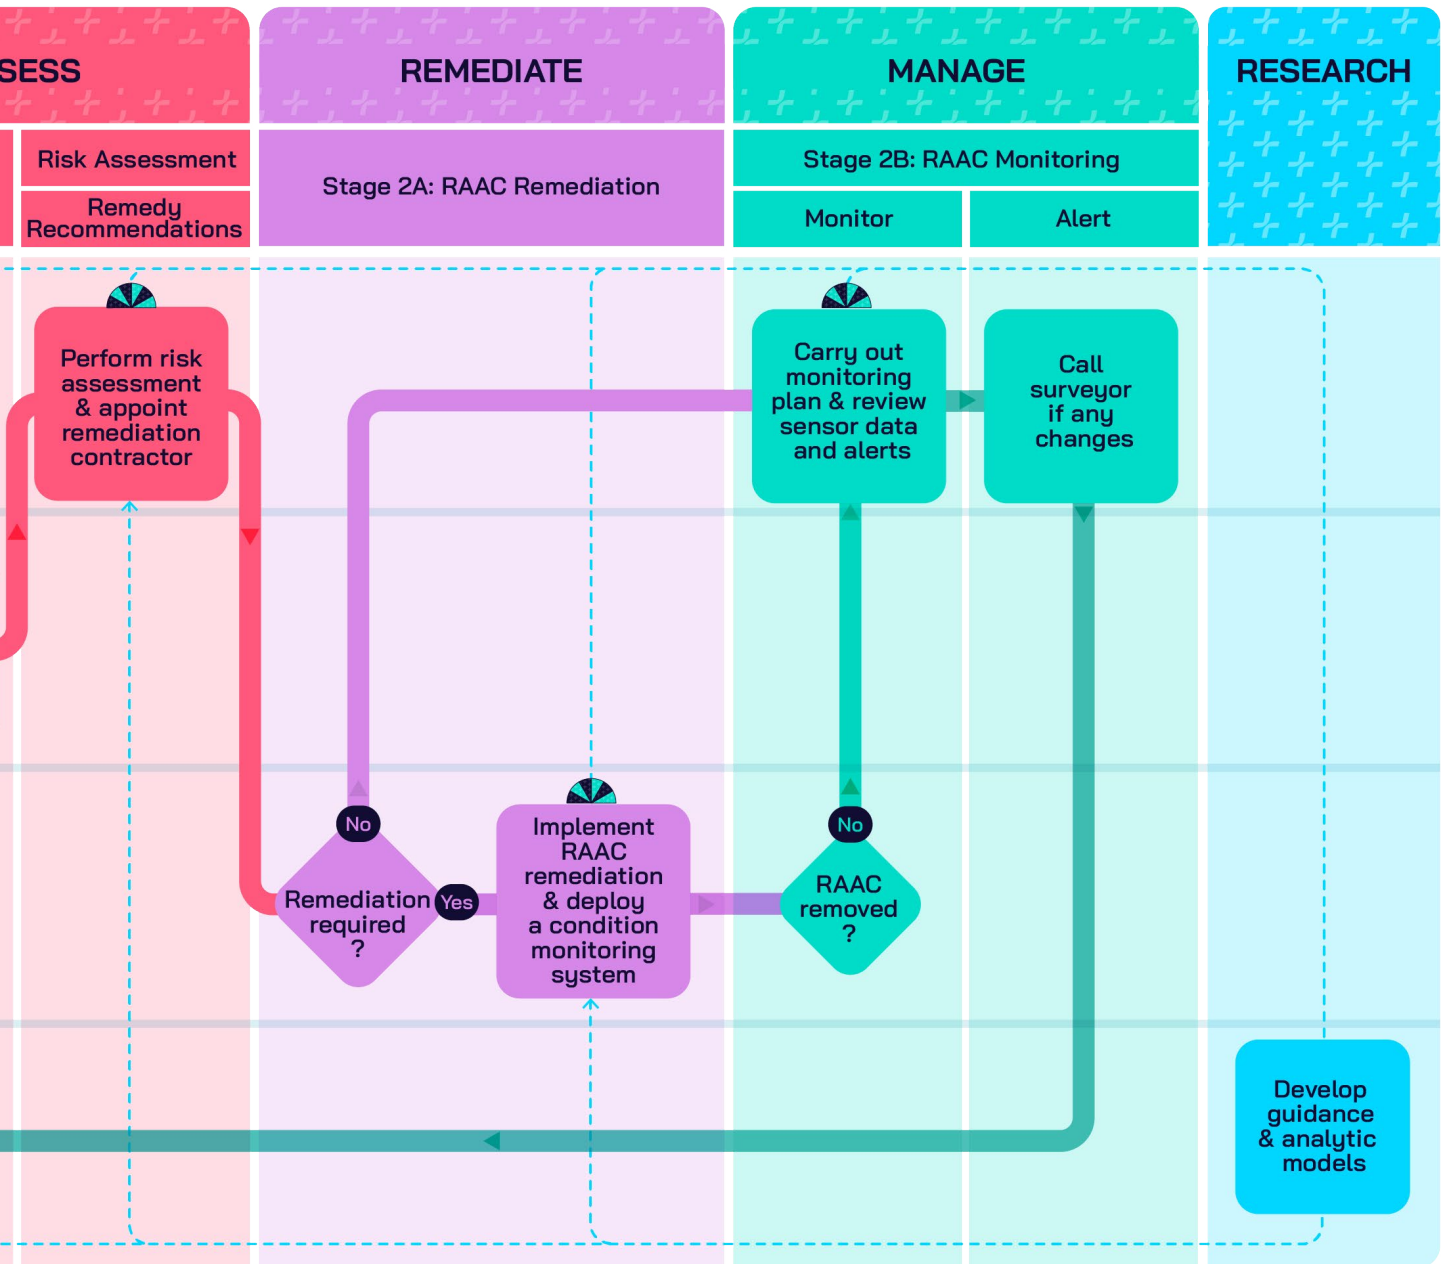 SESS
REMEDIATE
MANAGE
RESEARCH
Risk Assessment
Remedy
Recommendations
Stage 2A: RAAC Remediation
Stage 2B: RAAC Monitoring
Monitor
Alert
Perform risk
assessment
& appoint
remediation
contractor
Carry out
monitoring
plan & review
sensor data
and alerts
Call
surveyor
if any
changes
No
Remediation
required
?
Yes
Implement
RAAC
remediation
& deploy
a condition
monitoring
system
No
RAAC
removed
?
Develop
guidance
& analytic
models